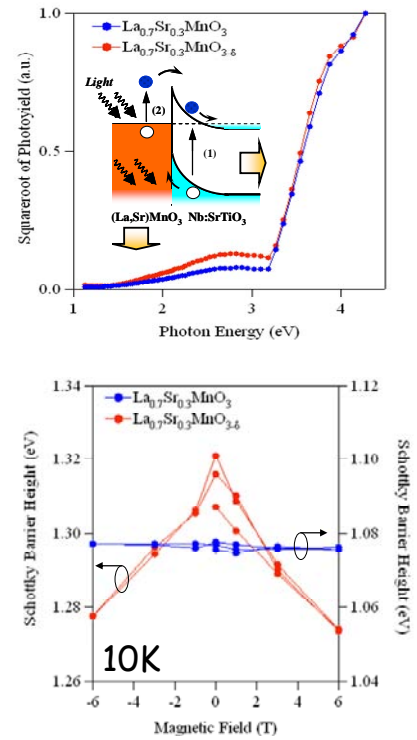 La0.7Sr0.3MnO3
La0.7Sr0.3MnO3-δ
Squareroot of Photoyield (a.u.)
1.0
0.5
0.0
Light
(2)
(1)
(La,Sr)MnO3 Nb:SrTiO3
1 2 3 4
Photon Energy (eV)
La0.7Sr0.3MnO3
La0.7Sr0.3MnO3-δ
Schottky Barrier Height (eV)
1.34
1.32
1.30
1.28
1.26
1.12
1.10
1.08
1.06
1.04
Schottky Barrier Height (eV)
10K
-6 -4 -2 0 2 4 6
Magnetic Field (T)